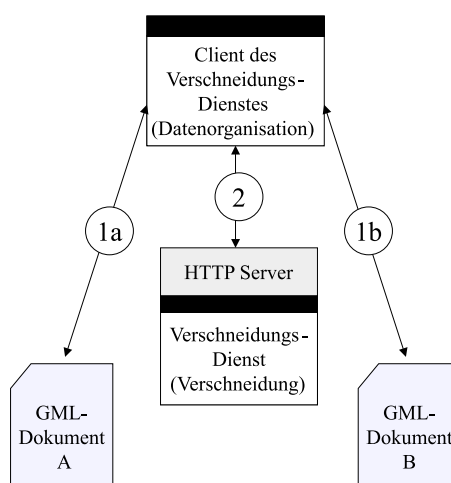 Client des
Verschneidungs-
Dienstes
(Datenorganisation)
1a
2
1b
HTTP Server
Verschneidungs-
Dienst
(Verschneidung)
GML-
Dokument
A
GML-
Dokument
B